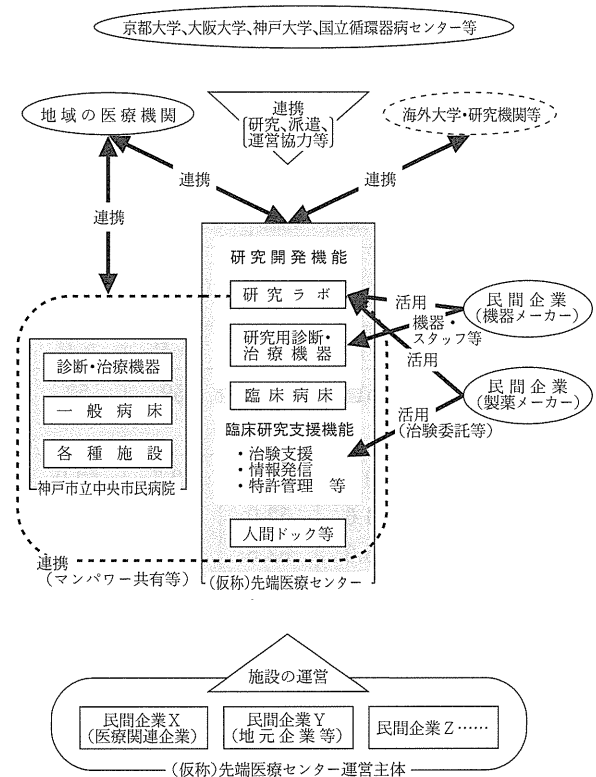 京都大学、大阪大学、神戸大学、国立循環器病センター等
地域の医療機関
連携
研究、派遣、
運営協力等
海外大学・研究機関等
連携
連携
連携
研究開発機能
研究ラボ
研究用診断・
治療機器
臨床病床
臨床研究支援機能
・治験支援
・情報発信
・特許管理 等
人間ドック等
(仮称)先端医療センター
活用
機器・
スタッフ等
活用
活用
(治験委託等)
民間企業
(機器メーカー)
民間企業
(製薬メーカー)
診断・治療機器
一般病床
各種施設
神戸市立中央市民病院
連携
(マンパワー共有等)
施設の運営
民間企業X
(医療関連企業)
民間企業Y
(地元企業等)
民間企業Z……
(仮称)先端医療センター運営主体